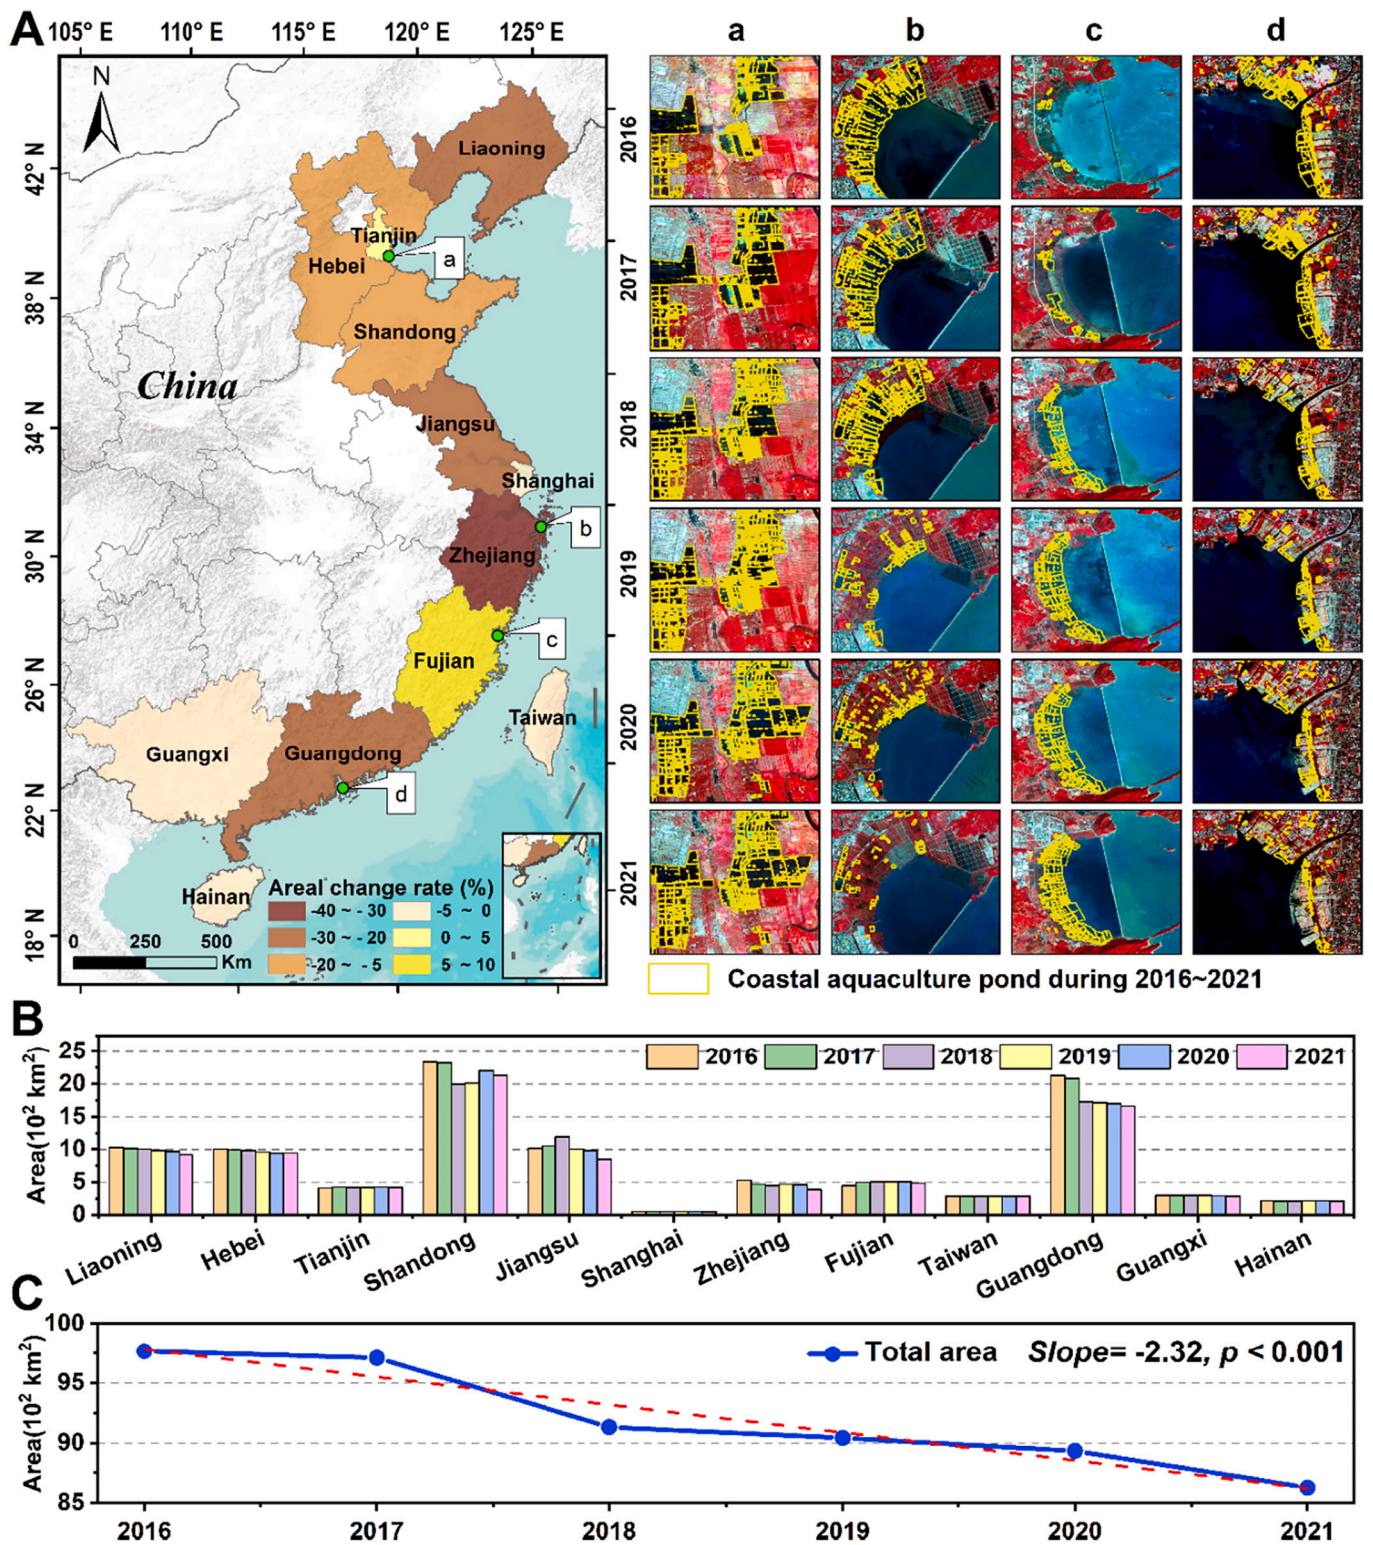 A
105° E 110° E 115° E 120° E 125° E
a b c d
N
42° N
38° N
34° N
30° N
26° N
22° N
18° N
Liaoning
Tianjin
a
Hebei
Shandong
China
Jiangsu
Shanghai
b
Zhejiang
c
Fujian
Taiwan
Guangxi
Guangdong
d
Hainan
Areal change rate (%)
-40 ~ - 30 -5 ~ 0
-30 ~ - 20 0 ~ 5
-20 ~ - 5 5 ~ 10
0 250 500
Km
2016
2017
2018
2019
2020
2021
Coastal aquaculture pond during 2016~2021
B
Area(10² km²)
25
20
15
10
5
0
2016 2017 2018 2019 2020 2021
Liaoning Hebei Tianjin Shandong Jiangsu Shanghai Zhejiang Fujian Taiwan Guangdong Guangxi Hainan
C
Area(10² km²)
100
95
90
85
Total area Slope= -2.32, p < 0.001
2016 2017 2018 2019 2020 2021